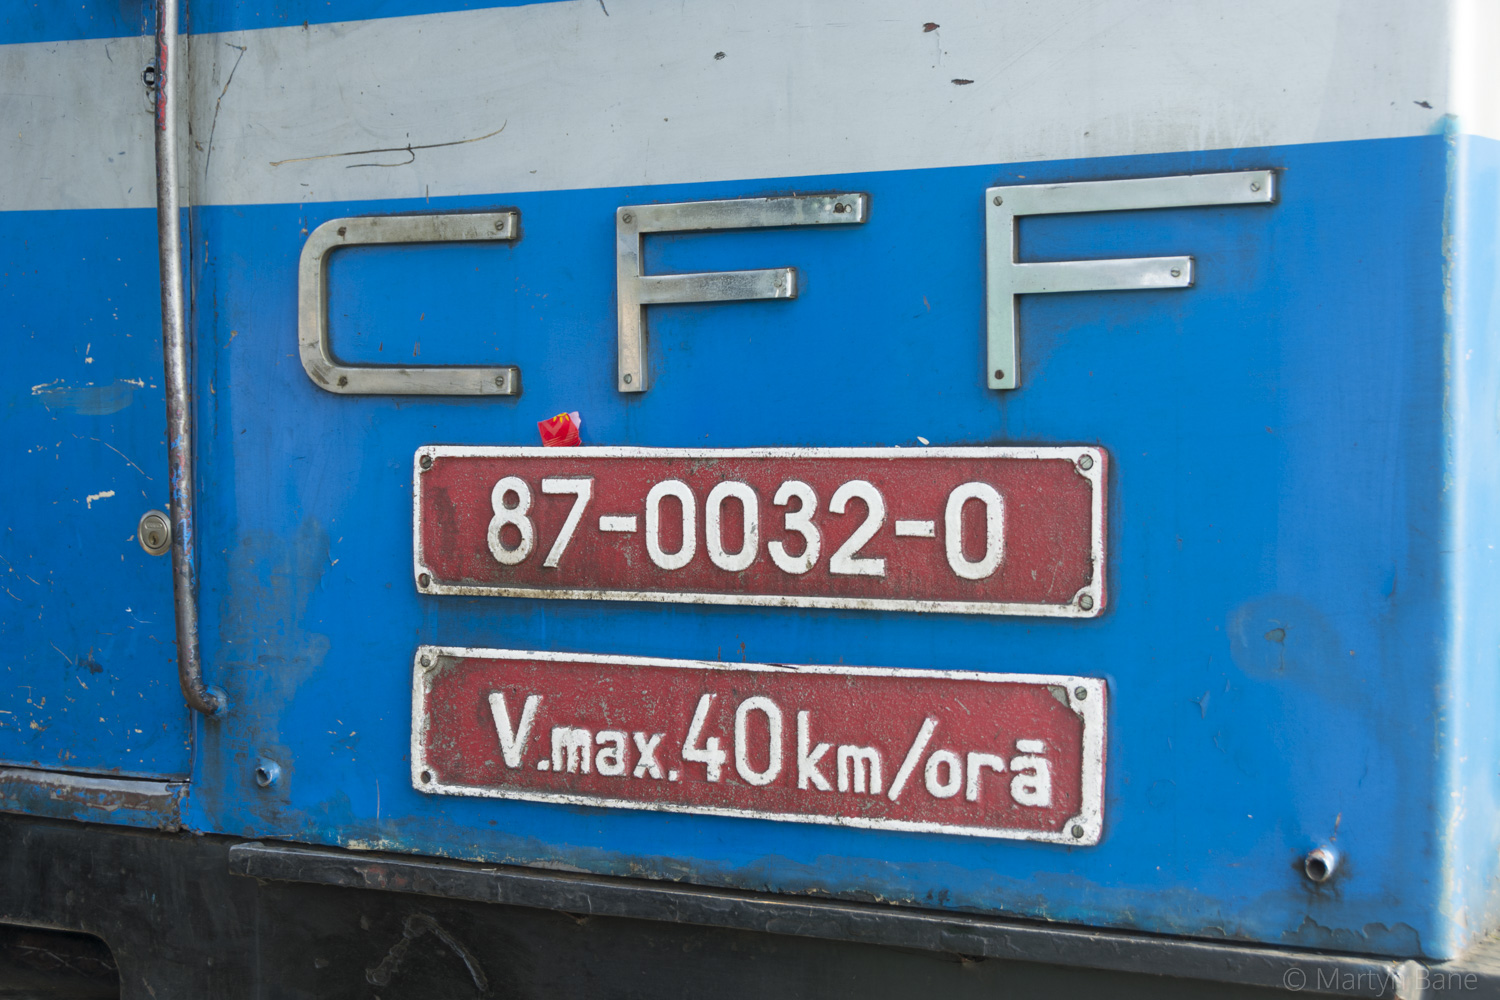 CFF
87-0032-0
V.max.40km/oră
© Martyn Bane